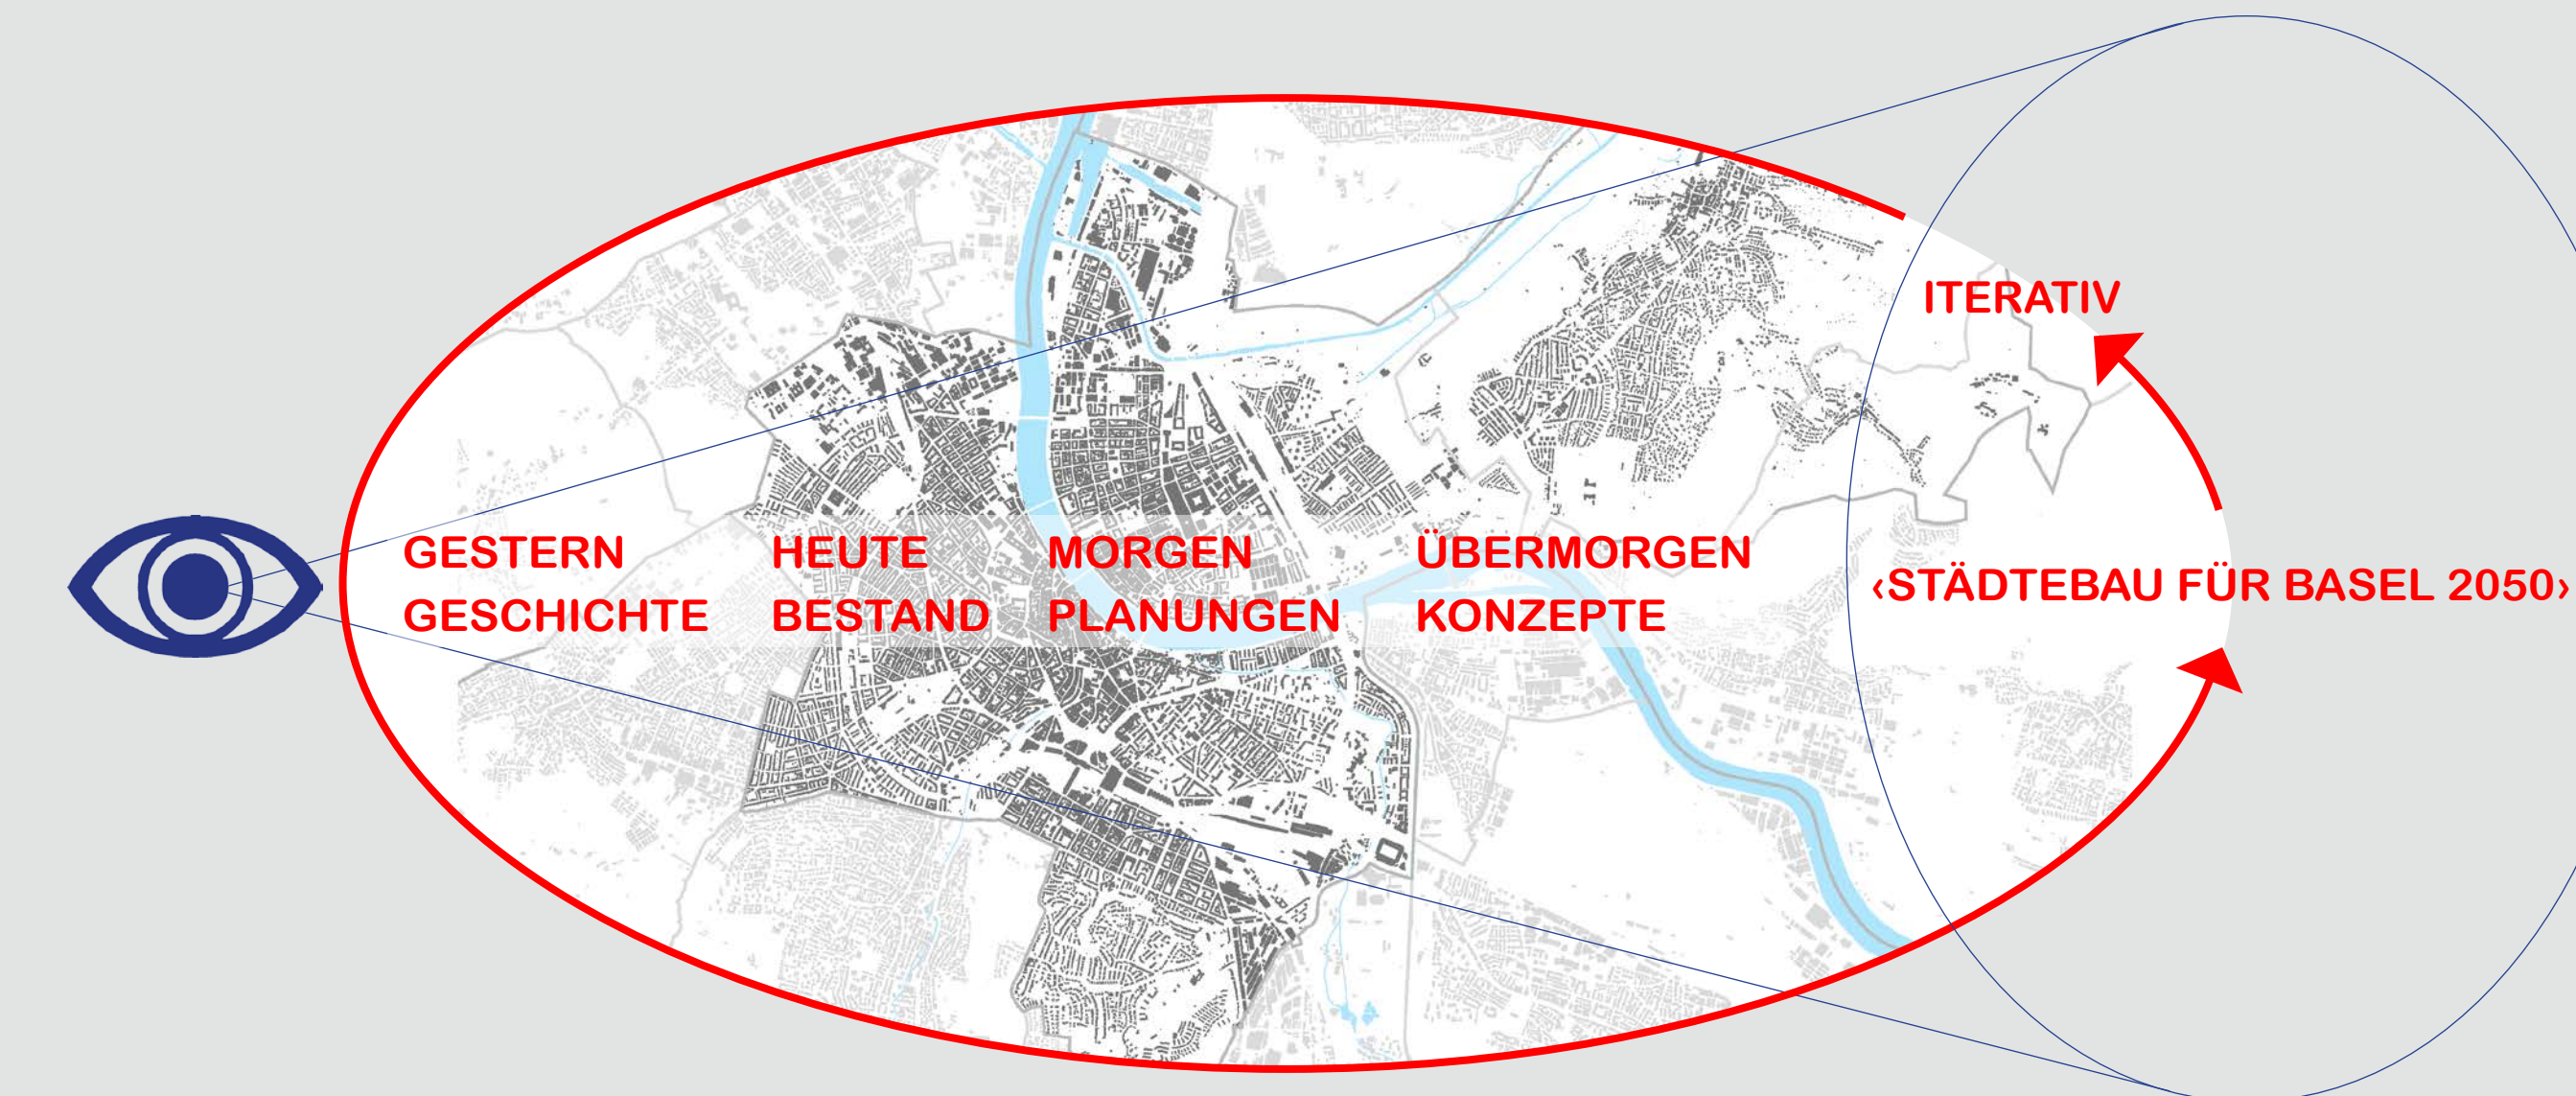 ITERATIV
GESTERN HEUTE MORGEN ÜBERMORGEN
GESCHICHTE BESTAND PLANUNGEN KONZEPTE
‹STÄDTEBAU FÜR BASEL 2050›